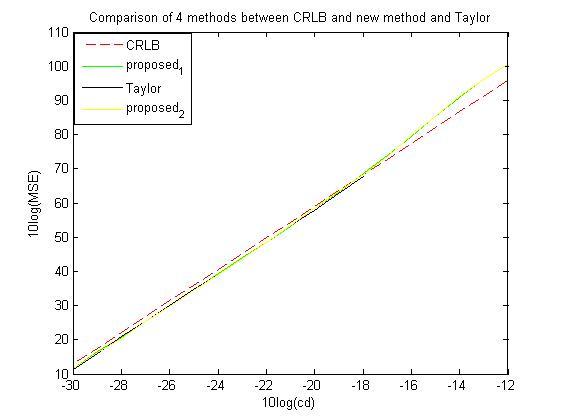 Comparison of 4 methods between CRLB and new method and Taylor
CRLB
proposed1
Taylor
proposed2
10log(MSE)
110
100
90
80
70
60
50
40
30
20
10
-30 -28 -26 -24 -22 -20 -18 -16 -14 -12
10log(cd)